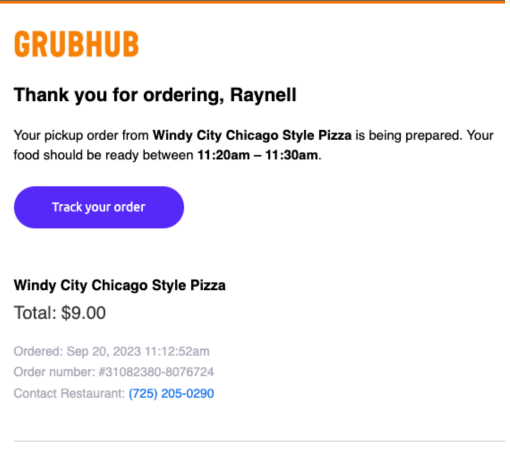 GRUBHUB
Thank you for ordering, Raynell
Your pickup order from Windy City Chicago Style Pizza is being prepared. Your
food should be ready between 11:20am – 11:30am.
Track your order
Windy City Chicago Style Pizza
Total: $9.00
Ordered: Sep 20, 2023 11:12:52am
Order number: #31082380-8076724
Contact Restaurant: (725) 205-0290